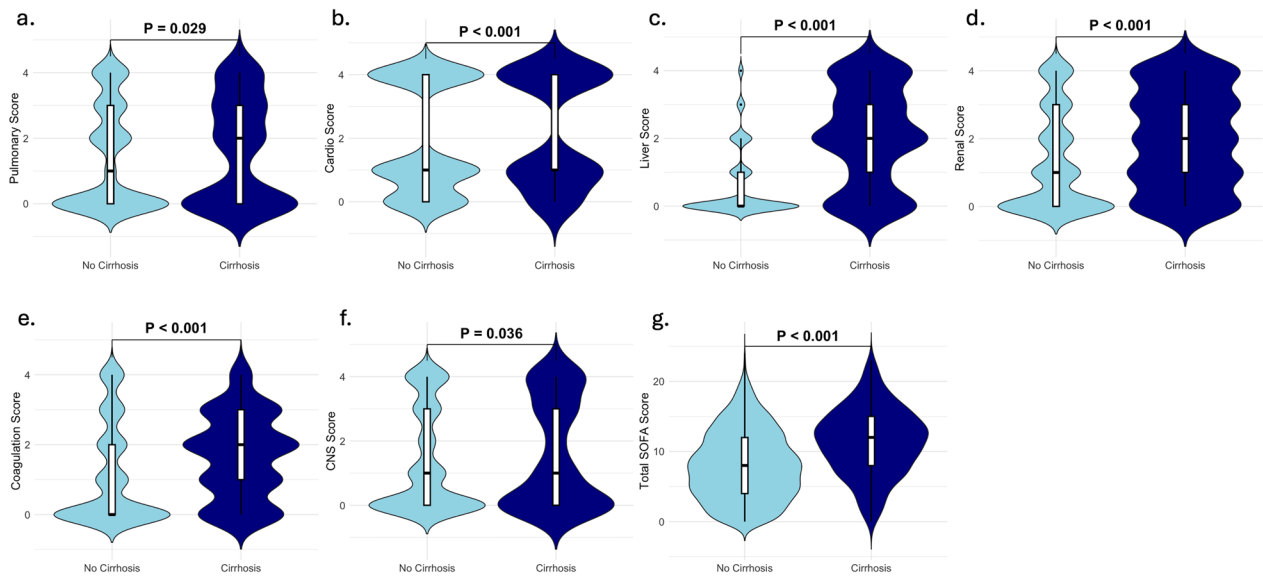 a.
P = 0.029
Pulmonary Score
4
2
0
No Cirrhosis
Cirrhosis
b.
P < 0.001
Cardio Score
4
2
0
No Cirrhosis
Cirrhosis
c.
P < 0.001
Liver Score
4
2
0
No Cirrhosis
Cirrhosis
d.
P < 0.001
Renal Score
4
2
0
No Cirrhosis
Cirrhosis
e.
P < 0.001
Coagulation Score
4
2
0
No Cirrhosis
Cirrhosis
f.
P = 0.036
CNS Score
4
2
0
No Cirrhosis
Cirrhosis
g.
P < 0.001
Total SOFA Score
20
10
0
No Cirrhosis
Cirrhosis